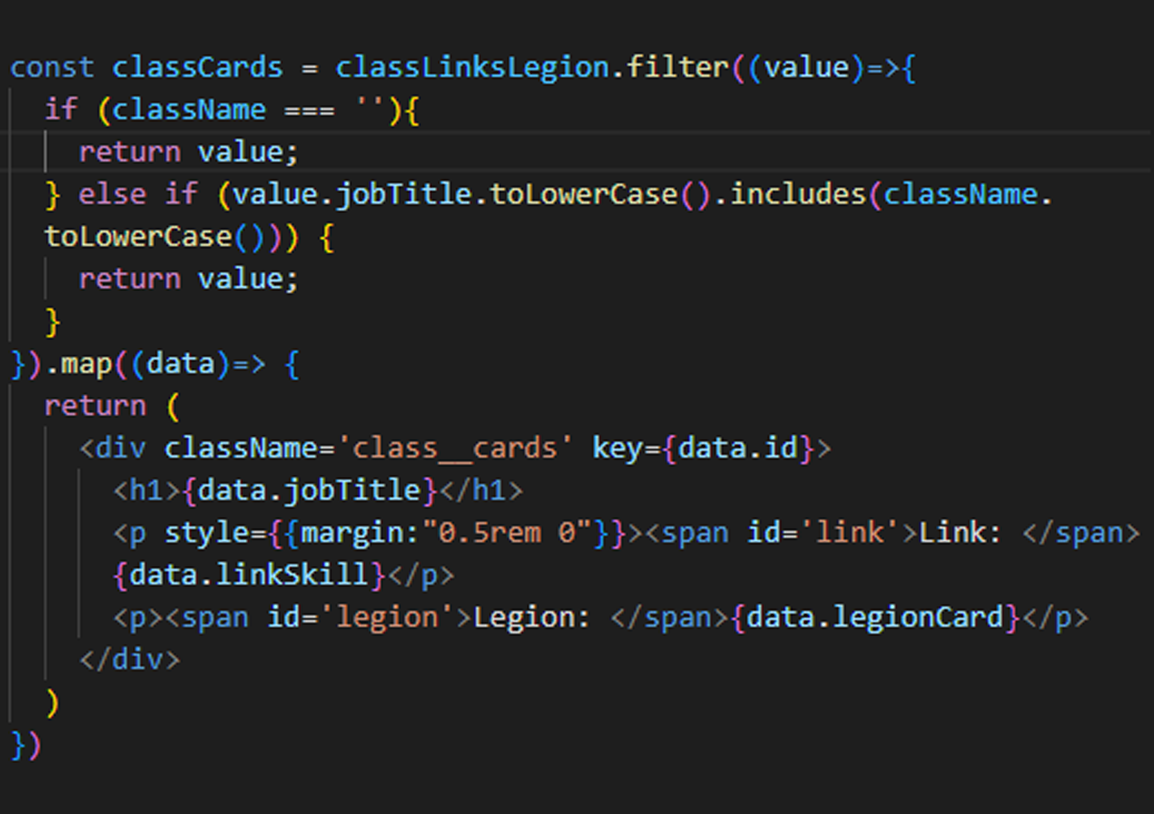 const classCards = classLinksLegion.filter((value)=>{
if (className === ''){
return value;
} else if (value.jobTitle.toLowerCase().includes(className.
toLowerCase())) {
return value;
}
}).map((data)=> {
return (
<div className='class__cards' key={data.id}>
<h1>{data.jobTitle}</h1>
<p style={{margin:"0.5rem 0"}}><span id='link'>Link: </span>
{data.linkSkill}</p>
<p><span id='legion'>Legion: </span>{data.legionCard}</p>
</div>
)
})